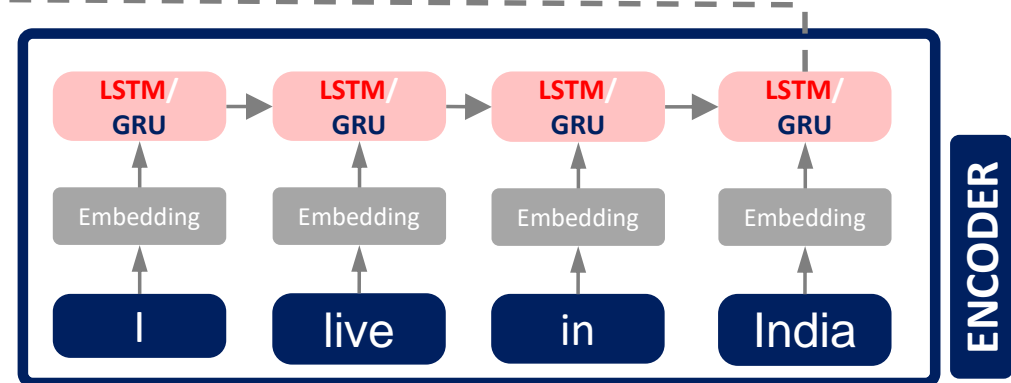 LSTM/ LSTM/ LSTM/ LSTM/
GRU GRU GRU GRU
Embedding Embedding Embedding Embedding
I live in India
ENCODER